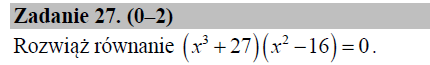 Zadanie 27. (0–2)
Rozwiąż równanie (x³ + 27)(x² − 16) = 0.